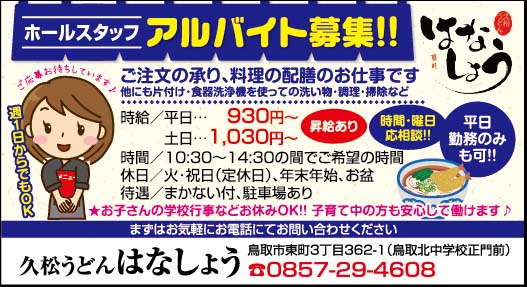 ホールスタッフ アルバイト募集!!
久松うどん
はなしょう
ご応募お待ちしています♪
週1日からでもOK
メニュー
ご注文の承り、料理の配膳のお仕事です
他にも片付け・食器洗浄機を使っての洗い物・調理・掃除など
時給／平日… 930円〜
土日…1,030円〜
昇給あり
時間・曜日
応相談!!
平日
勤務のみ
も可!!
時間／10:30〜14:30の間でご希望の時間
休日／火・祝日（定休日）、年末年始、お盆
待遇／まかない付、駐車場あり
★お子さんの学校行事などお休みOK!! 子育て中の方も安心して働けます♪
まずはお気軽にお電話にてお問い合わせください
久松うどん はなしょう
鳥取市東町3丁目362-1（鳥取北中学校正門前）
☎0857-29-4608